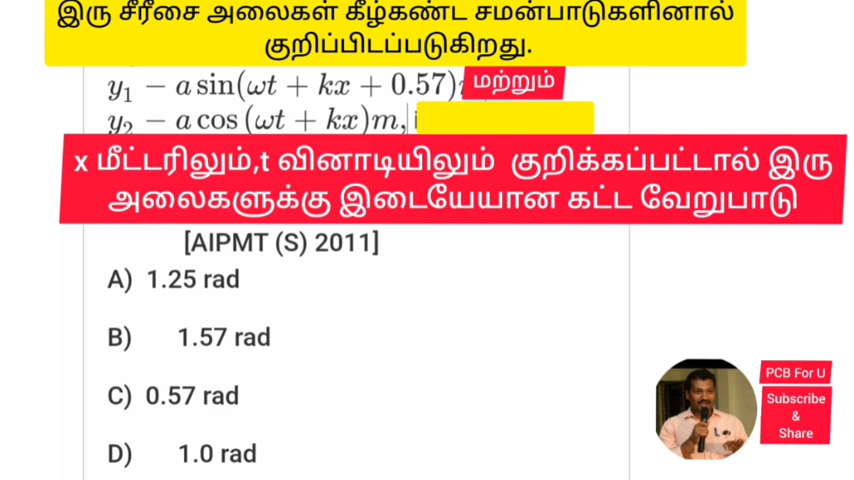 இரு சீரிசை அலைகள் கீழ்கண்ட சமன்பாடுகளினால்
குறிப்பிடப்படுகிறது.
y₁ − a sin(ωt + kx + 0.57) மற்றும்
y₂ − a cos (ωt + kx)m,
x மீட்டரிலும்,t வினாடியிலும் குறிக்கப்பட்டால் இரு
அலைகளுக்கு இடையேயான கட்ட வேறுபாடு
[AIPMT (S) 2011]
A) 1.25 rad
B) 1.57 rad
C) 0.57 rad
D) 1.0 rad
PCB For U
Subscribe
&
Share